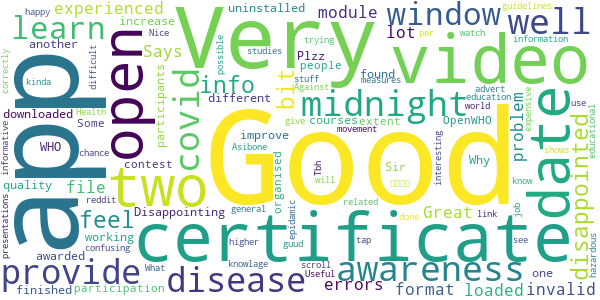 happy
experienced
uninstalled
module
window
guidelines
increase
another
studies
Nice
Very
learn
Says
bit
Plzz
lot
well
trying
per
watch
information
open
possible
people
found
stuff
Against
measures
advert
education
video
correctly
kinda
difficult
app
participants
covid
info
different
midnight
world
use
educational
downloaded
Health
Some
chance
WHO
informative
two
Good
courses
extent
OpenWHO
problem
expensive
date
give
movement
improve
contest
Asibone
Sir
Why
shows
disappointed
quality
file
reddit
feel
Disappointing
organised
Tbh
will
interesting
know
Great
job
presentations
awarded
working
confusing
general
epidemic
related
done
link
certificate
provide
What
higher
guud
tap
see
hazardous
disease
knowlage
scroll
awareness
one
finished
participation
Useful
errors
format
loaded
invalid